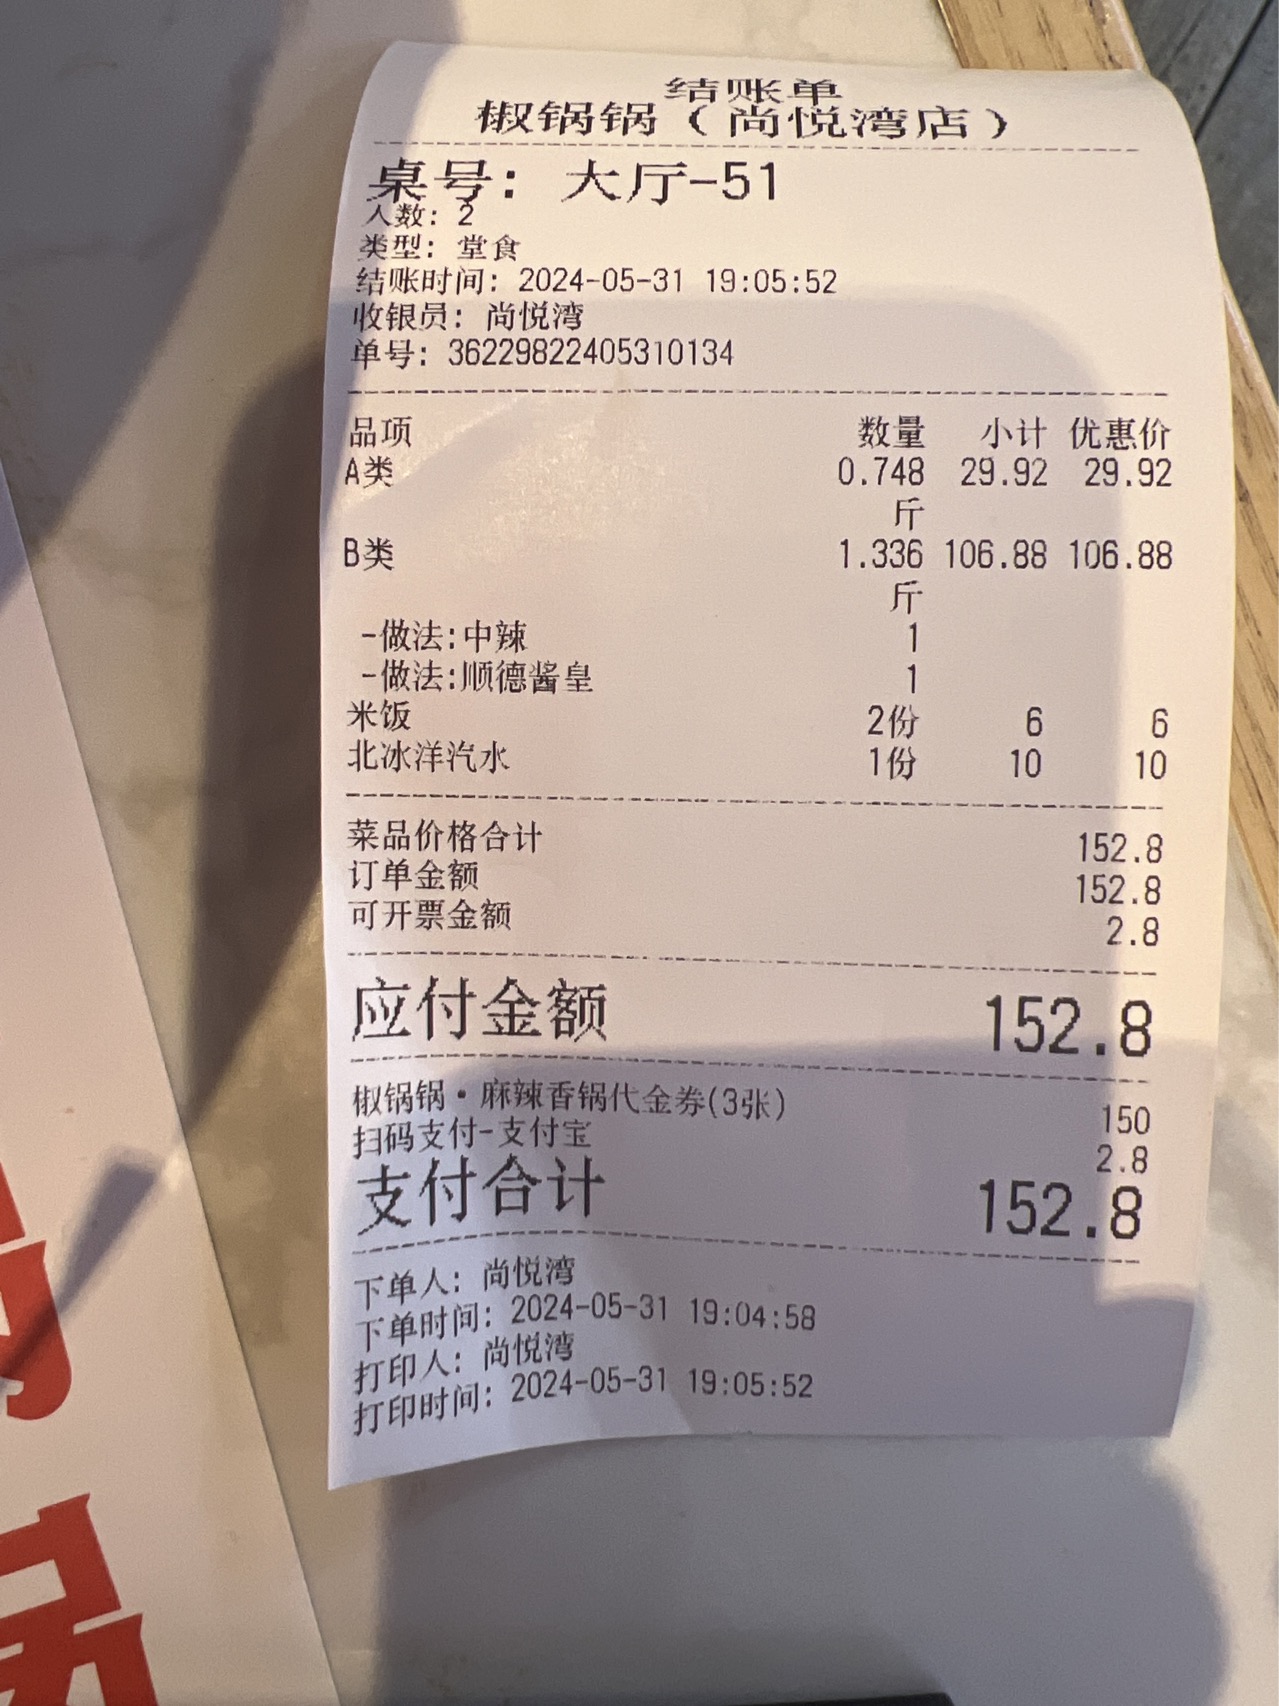 结账单
椒锅锅（尚悦湾店）
桌号： 大厅-51
人数: 2
类型: 堂食
结账时间: 2024-05-31 19:05:52
收银员: 尚悦湾
单号: 36229822405310134
品项 数量 小计 优惠价
A类 0.748 29.92 29.92
斤
B类 1.336 106.88 106.88
斤
-做法:中辣 1
-做法:顺德酱皇 1
米饭 2份 6 6
北冰洋汽水 1份 10 10
菜品价格合计 152.8
订单金额 152.8
可开票金额 2.8
应付金额 152.8
椒锅锅·麻辣香锅代金券(3张) 150
扫码支付-支付宝 2.8
支付合计 152.8
下单人: 尚悦湾
下单时间: 2024-05-31 19:04:58
打印人: 尚悦湾
打印时间: 2024-05-31 19:05:52